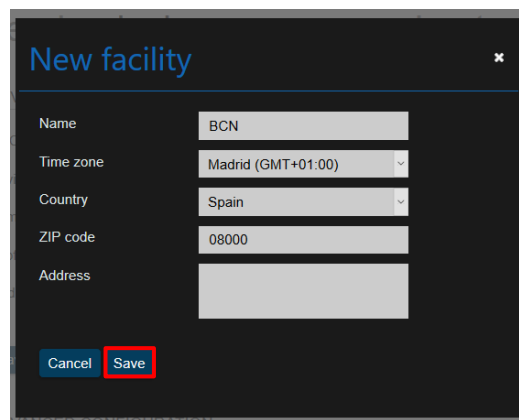 New facility
Name
BCN
Time zone
Madrid (GMT+01:00)
Country
Spain
ZIP code
08000
Address
Cancel
Save